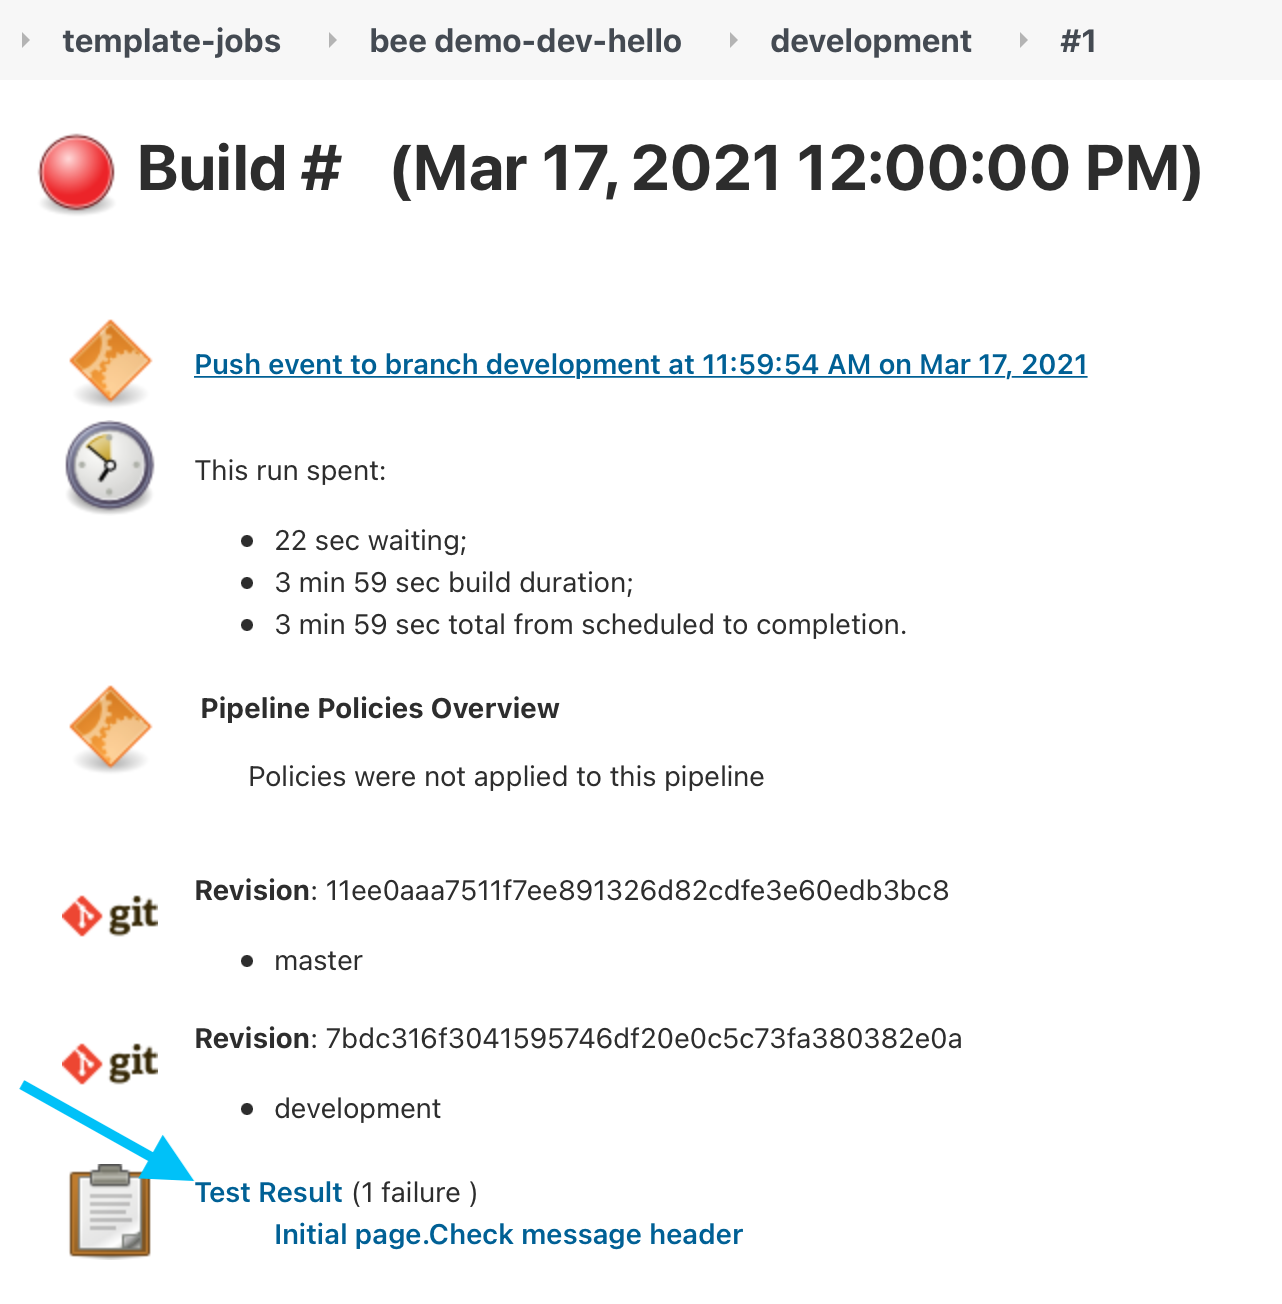 template-jobs bee demo-dev-hello development #1
Build # (Mar 17, 2021 12:00:00 PM)
Push event to branch development at 11:59:54 AM on Mar 17, 2021
This run spent:
22 sec waiting;
3 min 59 sec build duration;
3 min 59 sec total from scheduled to completion.
Pipeline Policies Overview
Policies were not applied to this pipeline
Revision: 11ee0aaa7511f7ee891326d82cdfe3e60edb3bc8
git
master
Revision: 7bdc316f3041595746df20e0c5c73fa380382e0a
git
development
Test Result (1 failure )
Initial page.Check message header